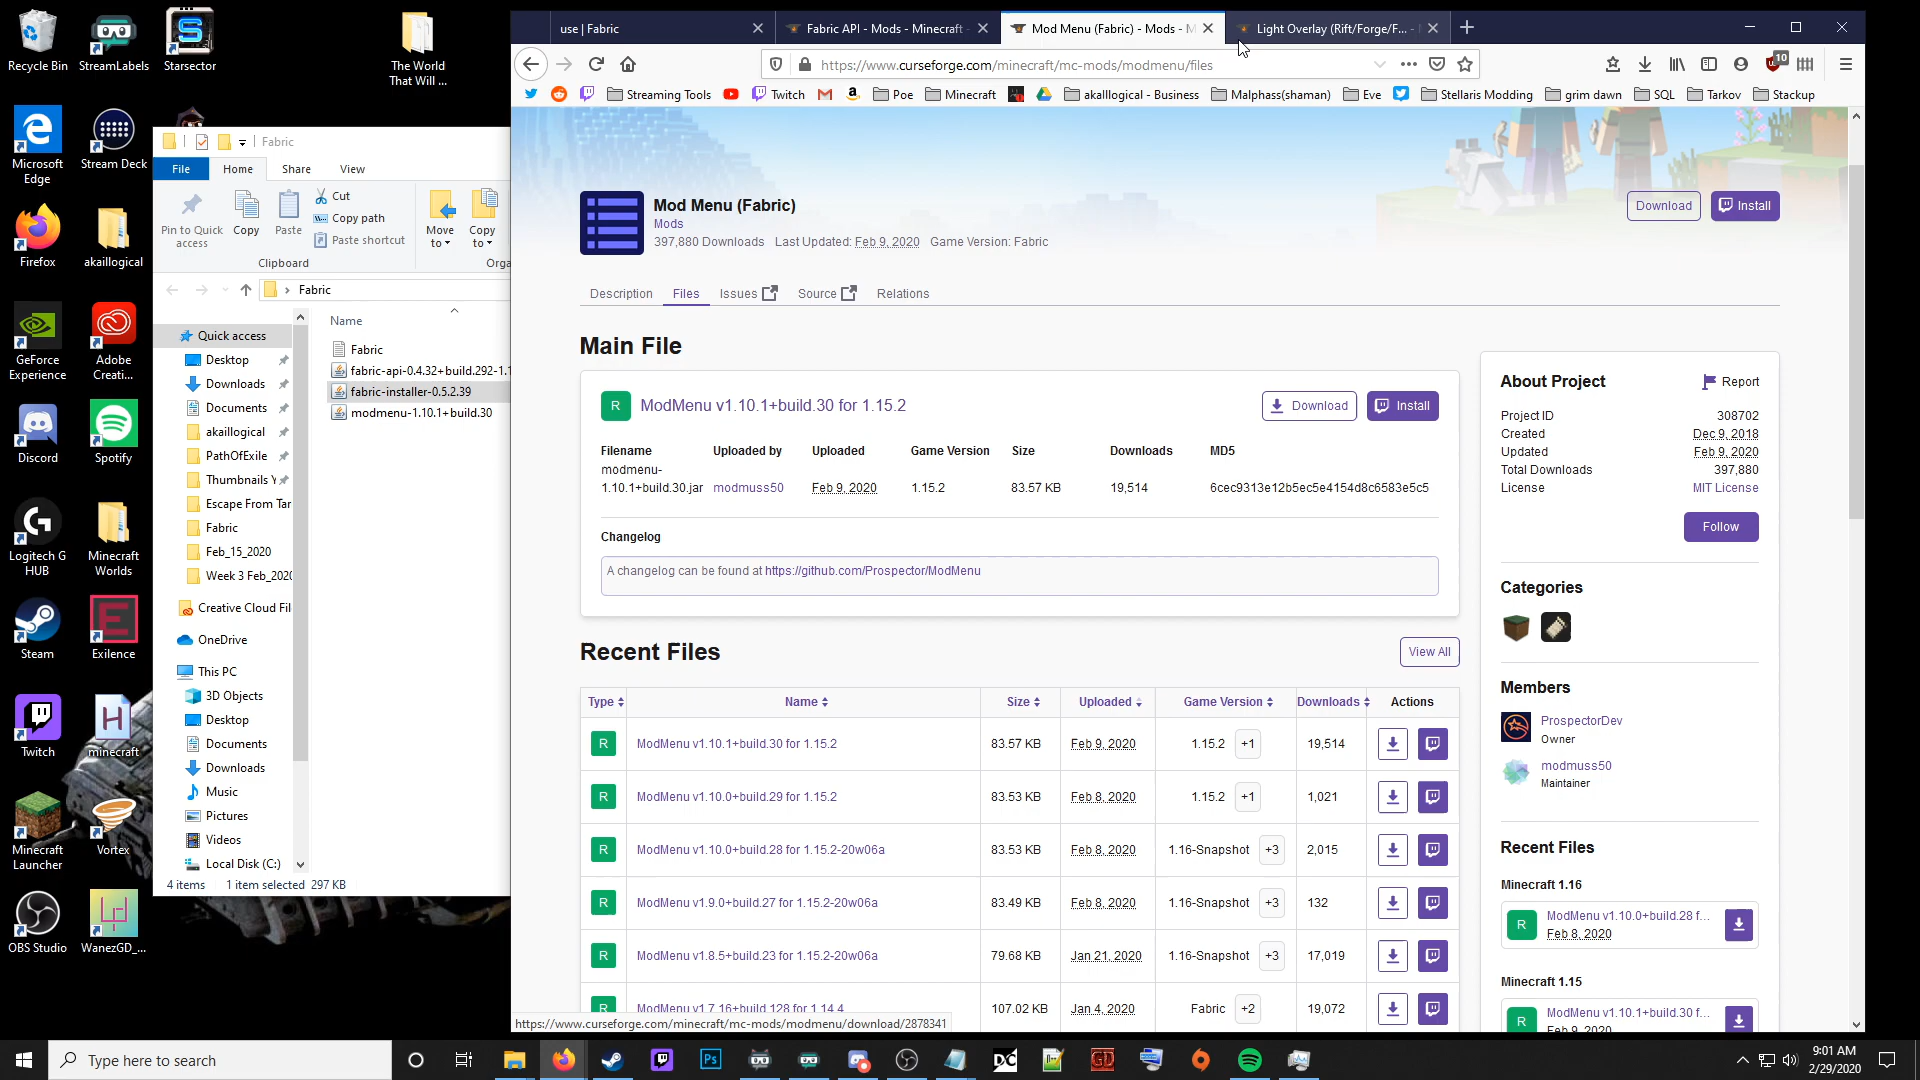 Recycle Bin
StreamLabels
Starsector
The World
That Will ...
Microsoft
Edge
Stream Deck
Firefox
akaillogical
GeForce
Experience
Adobe
Creati...
Discord
Spotify
Logitech G
HUB
Minecraft
Worlds
Steam
Exilence
Twitch
minecraft
Minecraft
Launcher
Vortex
OBS Studio
WanezGD_...
Fabric
File
Home
Share
View
Pin to Quick
access
Copy
Paste
Cut
Copy path
Paste shortcut
Move
to
Copy
to
Clipboard
Orga
Fabric
Name
Quick access
Desktop
Downloads
Documents
akaillogical
PathOfExile
Thumbnails Y
Escape From Tar
Fabric
Feb_15_2020
Week 3 Feb_2020
Creative Cloud Fil
OneDrive
This PC
3D Objects
Desktop
Documents
Downloads
Music
Pictures
Videos
Local Disk (C:)
Fabric
fabric-api-0.4.32+build.292-1.1
fabric-installer-0.5.2.39
modmenu-1.10.1+build.30
4 items 1 item selected 297 KB
use | Fabric
Fabric API - Mods - Minecraft -
Mod Menu (Fabric) - Mods - M
Light Overlay (Rift/Forge/F... -
https://www.curseforge.com/minecraft/mc-mods/modmenu/files
10
Streaming Tools
Twitch
Poe
Minecraft
akaIllogical - Business
Malphass(shaman)
Eve
Stellaris Modding
grim dawn
SQL
Tarkov
Stackup
Mod Menu (Fabric)
Mods
397,880 Downloads Last Updated: Feb 9, 2020 Game Version: Fabric
Download
Install
Description
Files
Issues
Source
Relations
Main File
R
ModMenu v1.10.1+build.30 for 1.15.2
Download
Install
Filename Uploaded by Uploaded Game Version Size Downloads MD5
modmenu-
1.10.1+build.30.jar modmuss50 Feb 9, 2020 1.15.2 83.57 KB 19,514 6cec9313e12b5ec5e4154d8c6583e5c5
Changelog
A changelog can be found at https://github.com/Prospector/ModMenu
Recent Files
View All
Type Name Size Uploaded Game Version Downloads Actions
R ModMenu v1.10.1+build.30 for 1.15.2 83.57 KB Feb 9, 2020 1.15.2 +1 19,514
R ModMenu v1.10.0+build.29 for 1.15.2 83.53 KB Feb 8, 2020 1.15.2 +1 1,021
R ModMenu v1.10.0+build.28 for 1.15.2-20w06a 83.53 KB Feb 8, 2020 1.16-Snapshot +3 2,015
R ModMenu v1.9.0+build.27 for 1.15.2-20w06a 83.49 KB Feb 8, 2020 1.16-Snapshot +3 132
R ModMenu v1.8.5+build.23 for 1.15.2-20w06a 79.68 KB Jan 21, 2020 1.16-Snapshot +3 17,019
R ModMenu v1.7.16+build.128 for 1.14.4 107.02 KB Jan 4, 2020 Fabric +2 19,072
https://www.curseforge.com/minecraft/mc-mods/modmenu/download/2878341
About Project
Report
Project ID 308702
Created Dec 9, 2018
Updated Feb 9, 2020
Total Downloads 397,880
License MIT License
Follow
Categories
Members
ProspectorDev
Owner
modmuss50
Maintainer
Recent Files
Minecraft 1.16
R
ModMenu v1.10.0+build.28 f...
Feb 8, 2020
Minecraft 1.15
R
ModMenu v1.10.1+build.30 f...
Feb 9, 2020
Type here to search
Ps
DC
GD
9:01 AM
2/29/2020